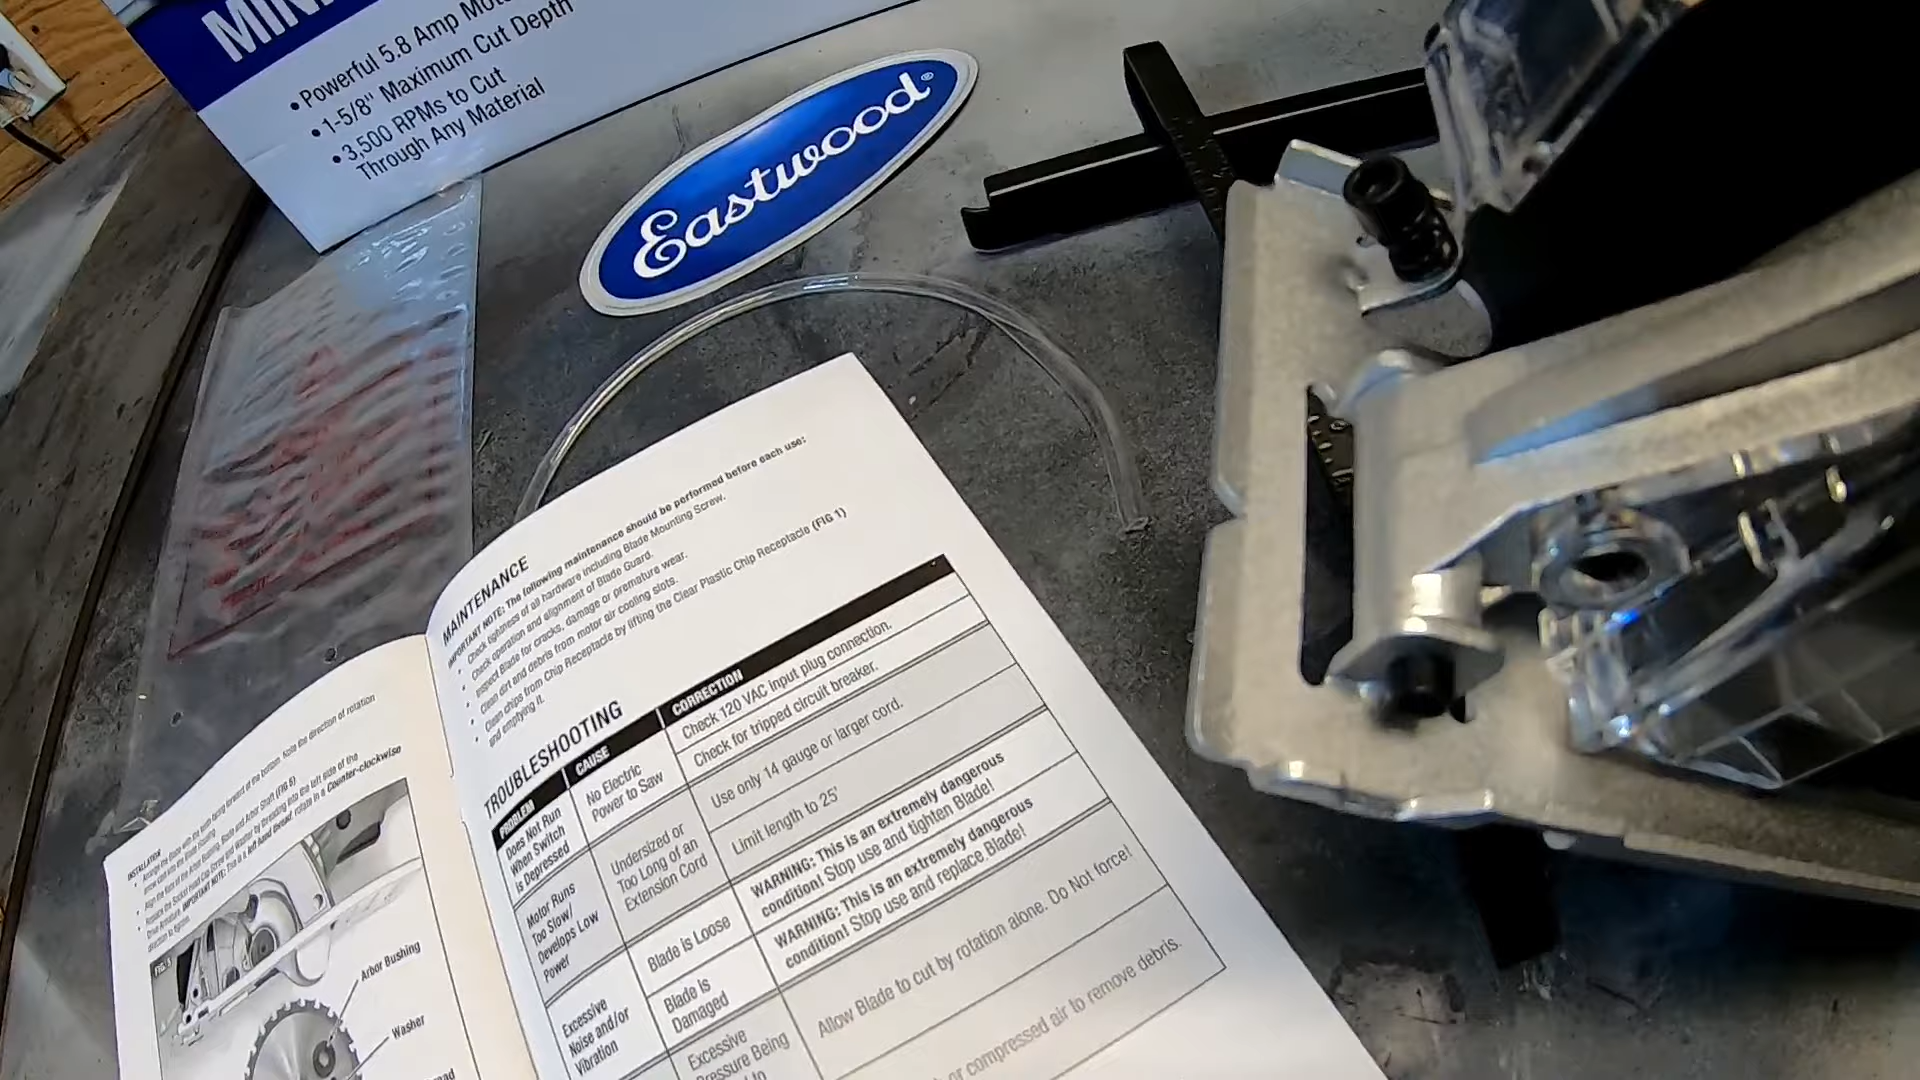 MIN
• Powerful 5.8 Amp Moto
• 1-5/8" Maximum Cut Depth
• 3,500 RPMs to Cut
Through Any Material
Eastwood®
MAINTENANCE
IMPORTANT NOTE: The following maintenance should be performed before each use:
• Check tightness of all hardware including Blade Mounting Screw.
• Check operation and alignment of Blade Guard.
• Inspect Blade for cracks, damage or premature wear.
• Clean dirt and debris from motor air cooling slots.
• Clean chips from Chip Receptacle by lifting the Clear Plastic Chip Receptacle (FIG 1)
and emptying it.
TROUBLESHOOTING
PROBLEM
CAUSE
CORRECTION
Does Not Run
When Switch
is Depressed
No Electric
Power to Saw
Check 120 VAC input plug connection.
Check for tripped circuit breaker.
Motor Runs
Too Slow/
Develops Low
Power
Undersized or
Too Long of an
Extension Cord
Use only 14 gauge or larger cord.
Limit length to 25'
Excessive
Noise and/or
Vibration
Blade is Loose
WARNING: This is an extremely dangerous
condition! Stop use and tighten Blade!
Blade is
Damaged
WARNING: This is an extremely dangerous
condition! Stop use and replace Blade!
Excessive
Pressure Being
Allow Blade to cut by rotation alone. Do Not force!
or compressed air to remove debris.
INSTALLATION
direction to tighten.
FIG. 5
Arbor Bushing
Washer